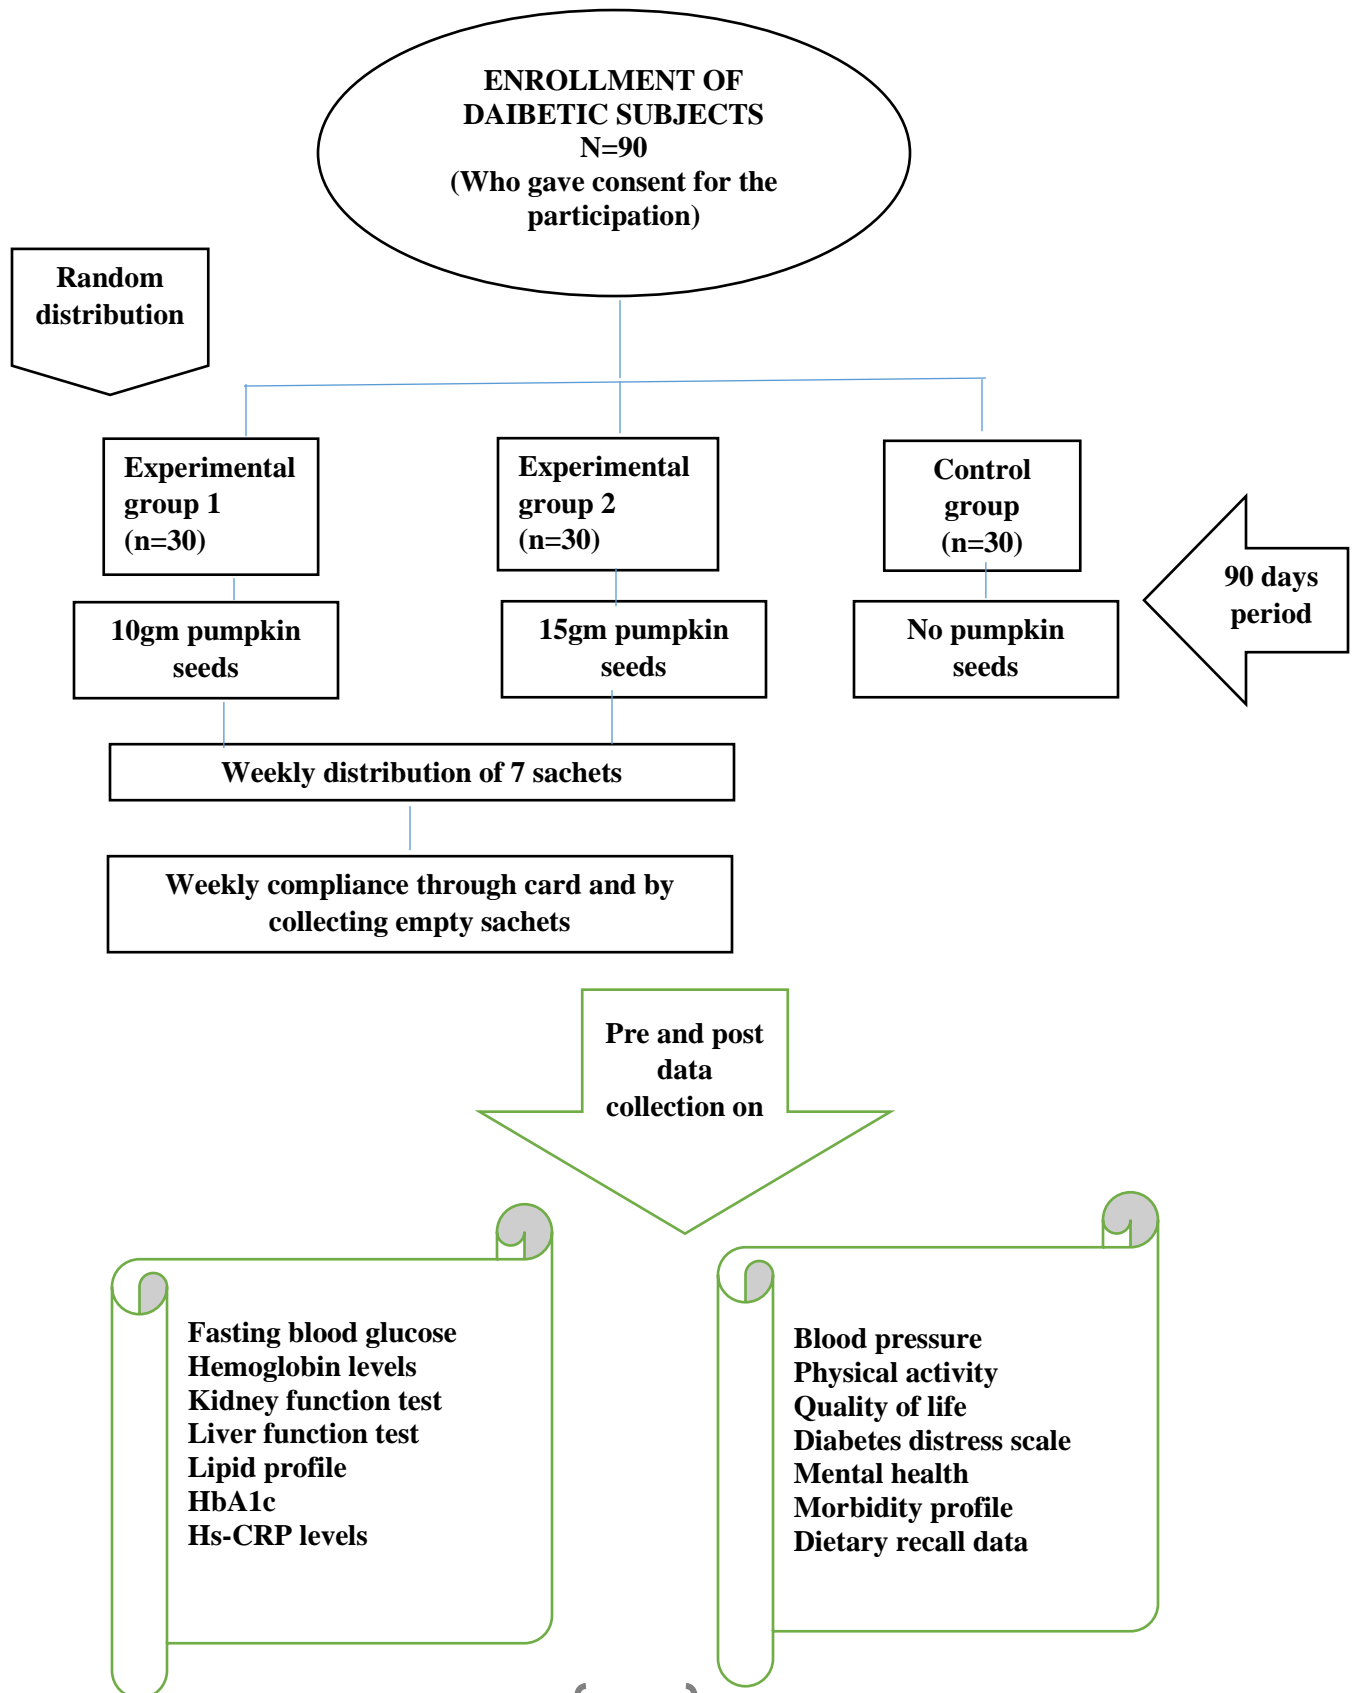 ENROLLMENT OF
DAIBETIC SUBJECTS
N=90
(Who gave consent for the
participation)
Random
distribution
Experimental
group 1
(n=30)
Experimental
group 2
(n=30)
Control
group
(n=30)
90 days
period
10gm pumpkin
seeds
15gm pumpkin
seeds
No pumpkin
seeds
Weekly distribution of 7 sachets
Weekly compliance through card and by
collecting empty sachets
Pre and post
data
collection on
Fasting blood glucose
Hemoglobin levels
Kidney function test
Liver function test
Lipid profile
HbA1c
Hs-CRP levels
Blood pressure
Physical activity
Quality of life
Diabetes distress scale
Mental health
Morbidity profile
Dietary recall data